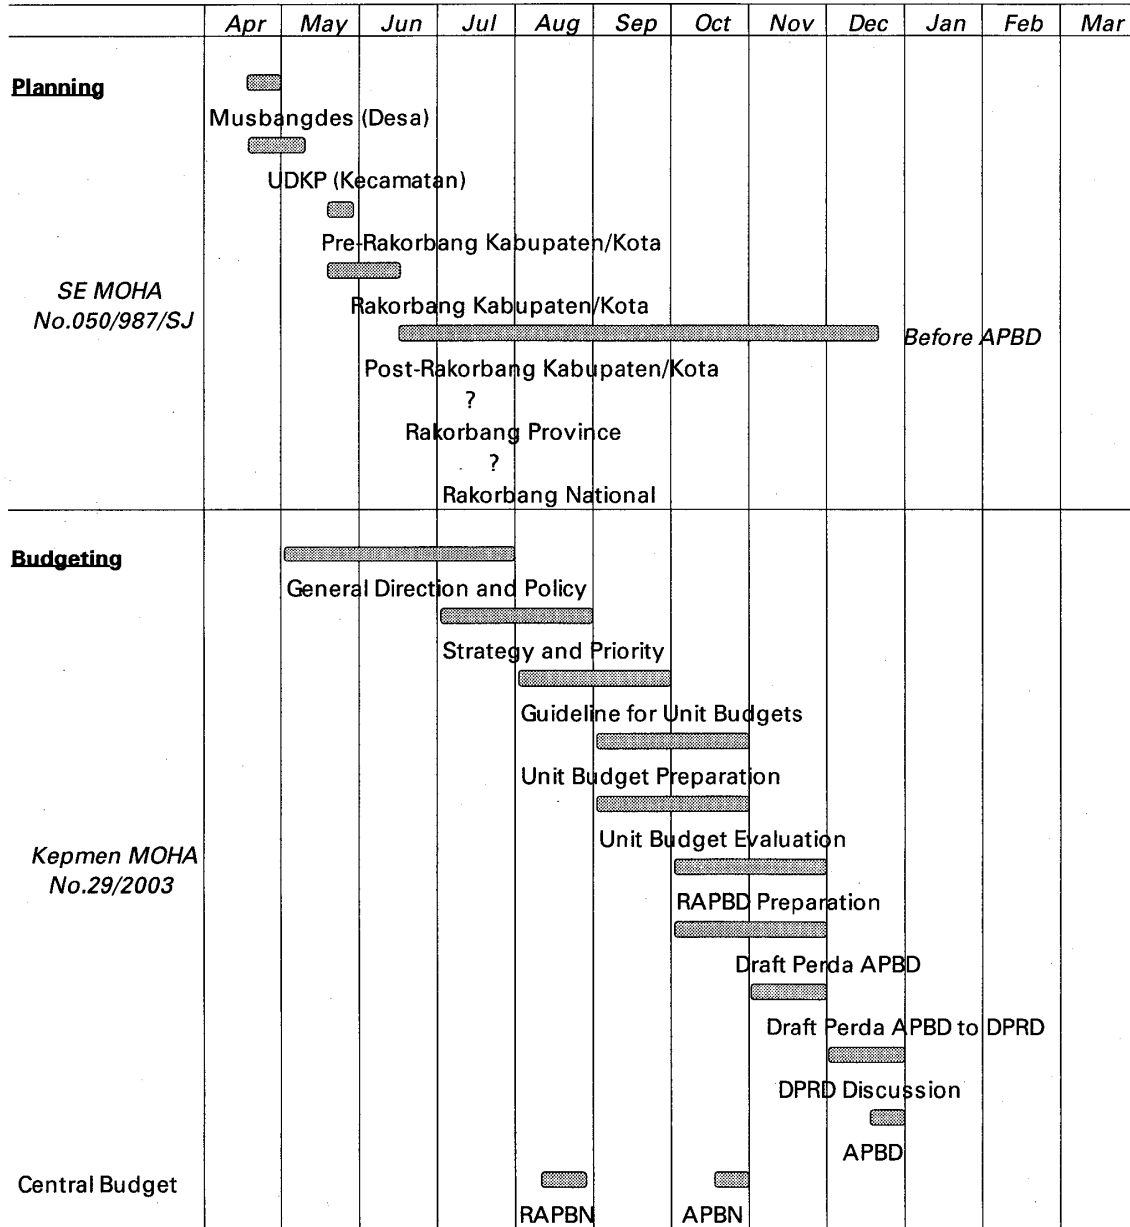 Apr May Jun Jul Aug Sep Oct Nov Dec Jan Feb Mar
Planning
Musbangdes (Desa)
UDKP (Kecamatan)
Pre-Rakorbang Kabupaten/Kota
SE MOHA
No.050/987/SJ
Rakorbang Kabupaten/Kota
Before APBD
Post-Rakorbang Kabupaten/Kota
?
Rakorbang Province
?
Rakorbang National
Budgeting
General Direction and Policy
Strategy and Priority
Guideline for Unit Budgets
Unit Budget Preparation
Unit Budget Evaluation
Kepmen MOHA
No.29/2003
RAPBD Preparation
Draft Perda APBD
Draft Perda APBD to DPRD
DPRD Discussion
APBD
Central Budget
RAPBN APBN